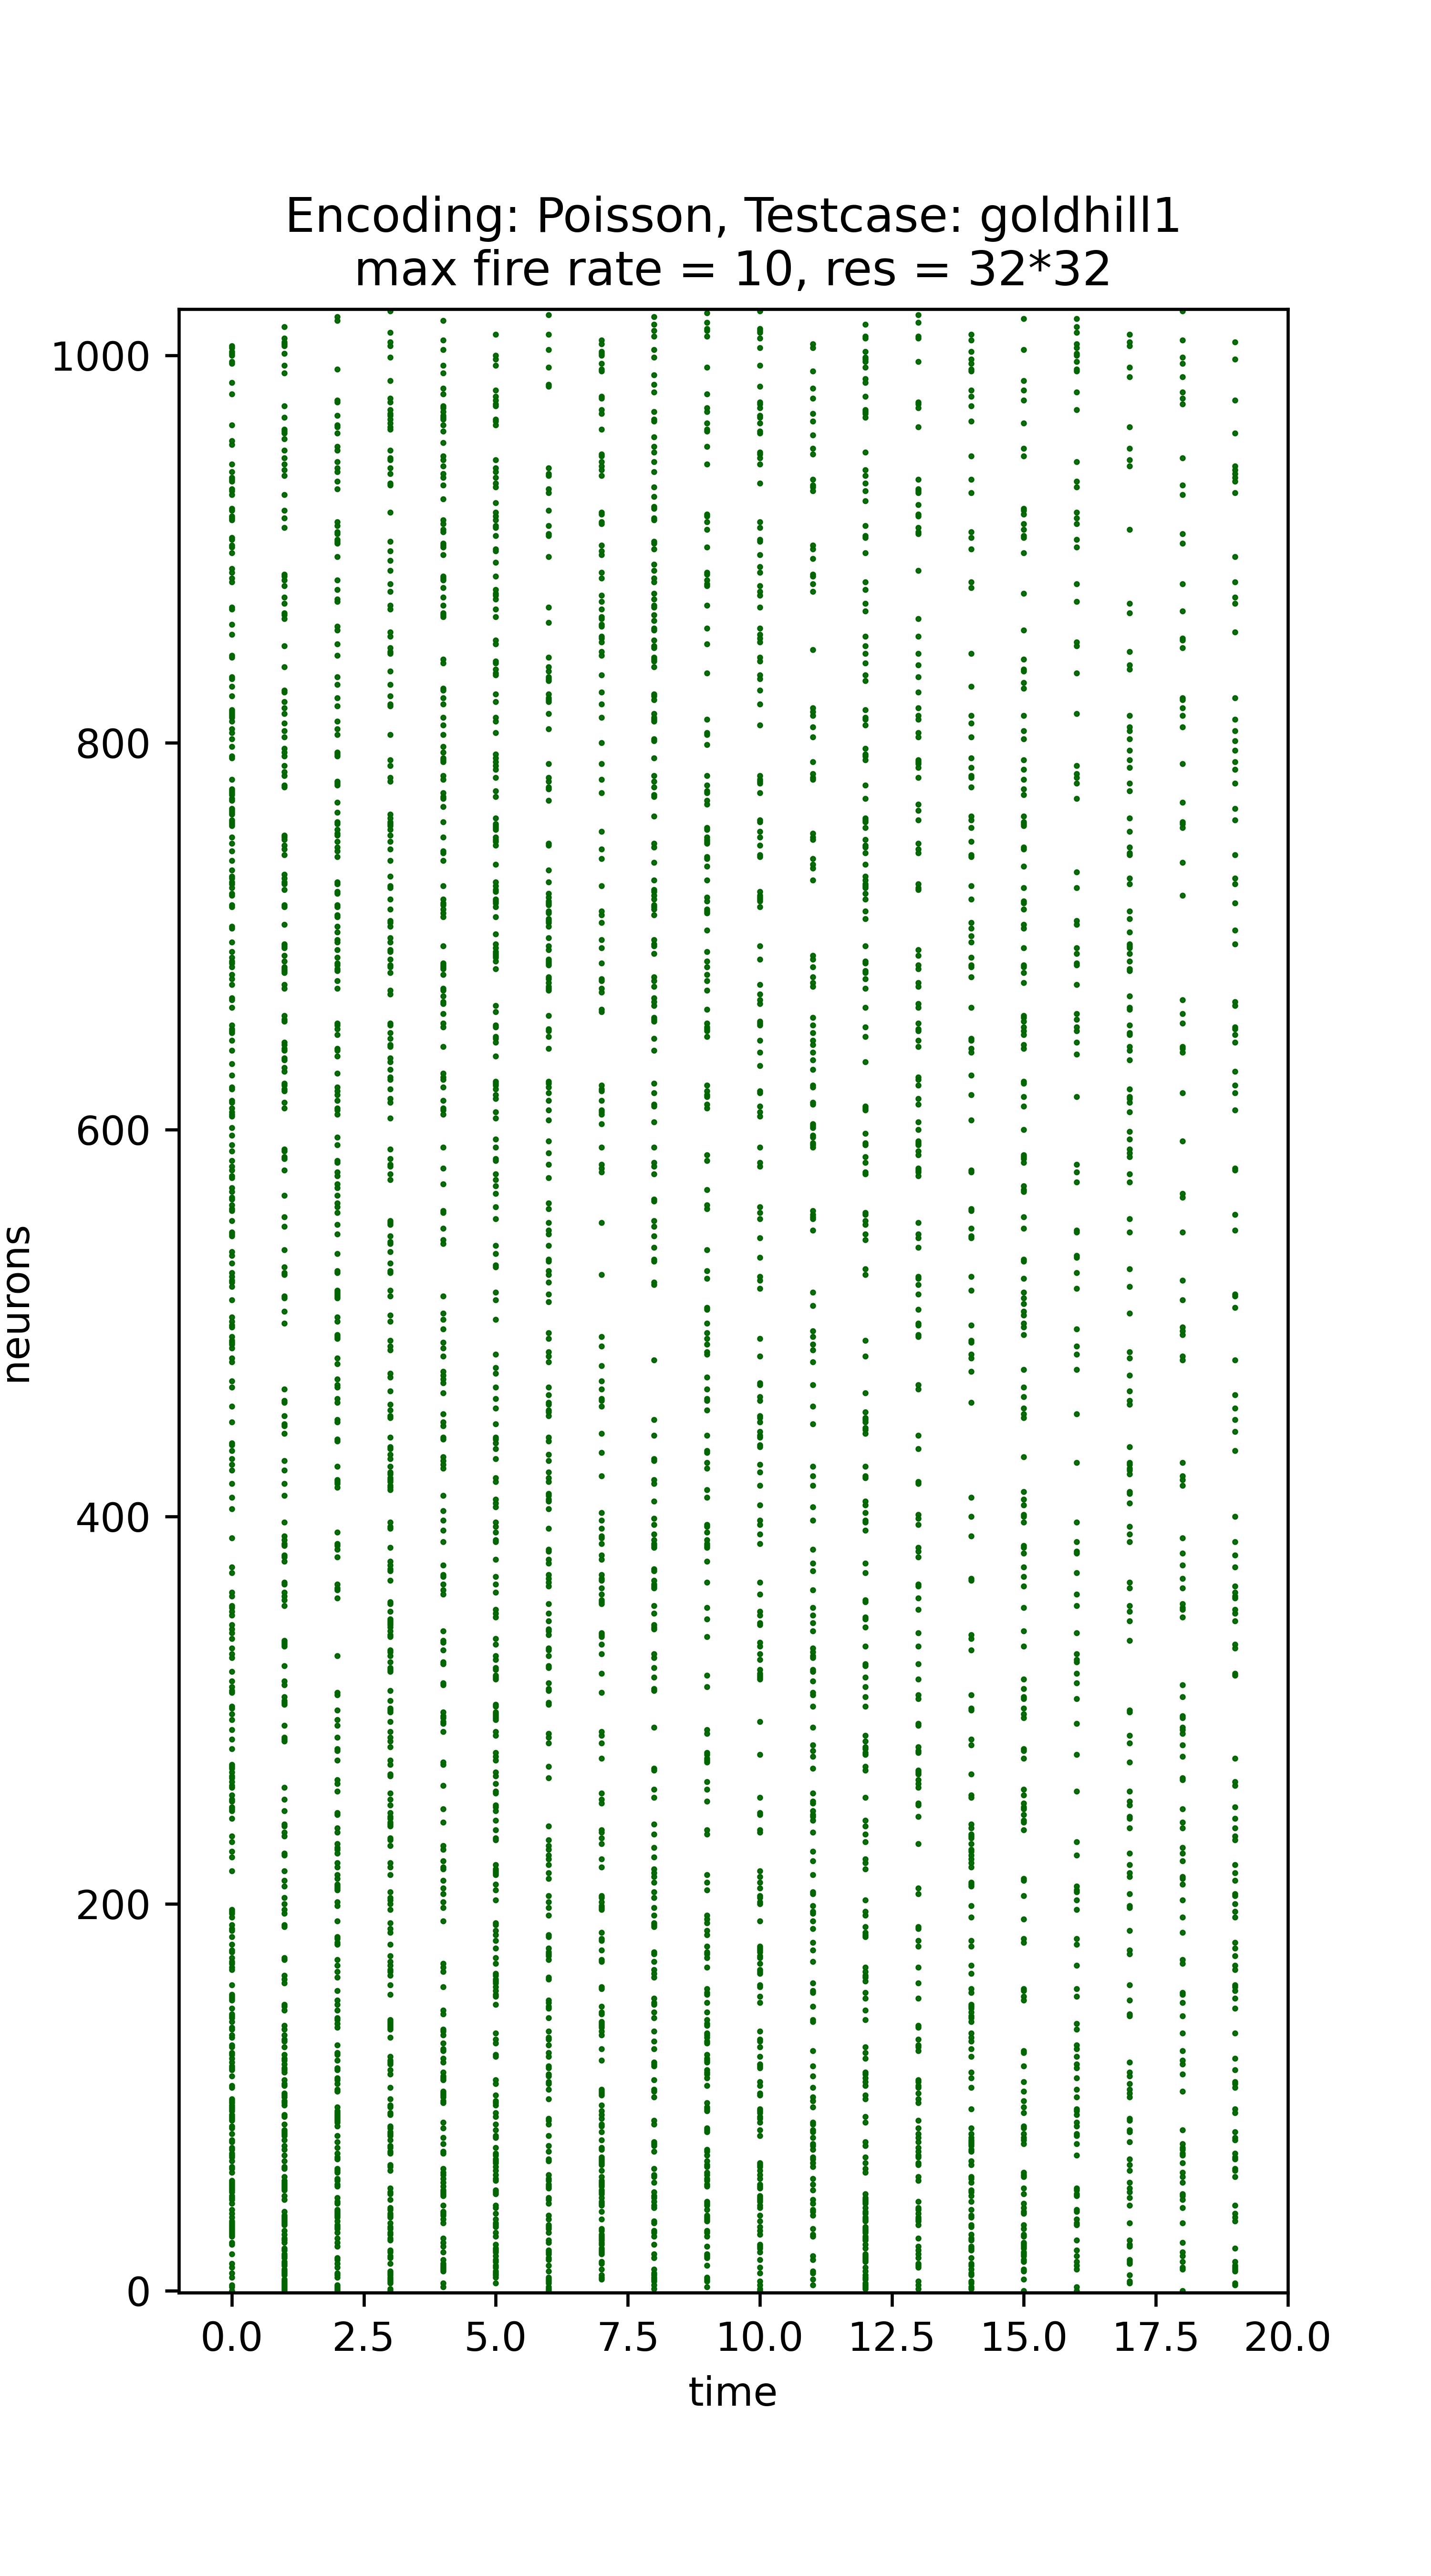 Encoding: Poisson, Testcase: goldhill1
max fire rate = 10, res = 32*32
1000
800
600
400
200
0
neurons
0.0 2.5 5.0 7.5 10.0 12.5 15.0 17.5 20.0
time